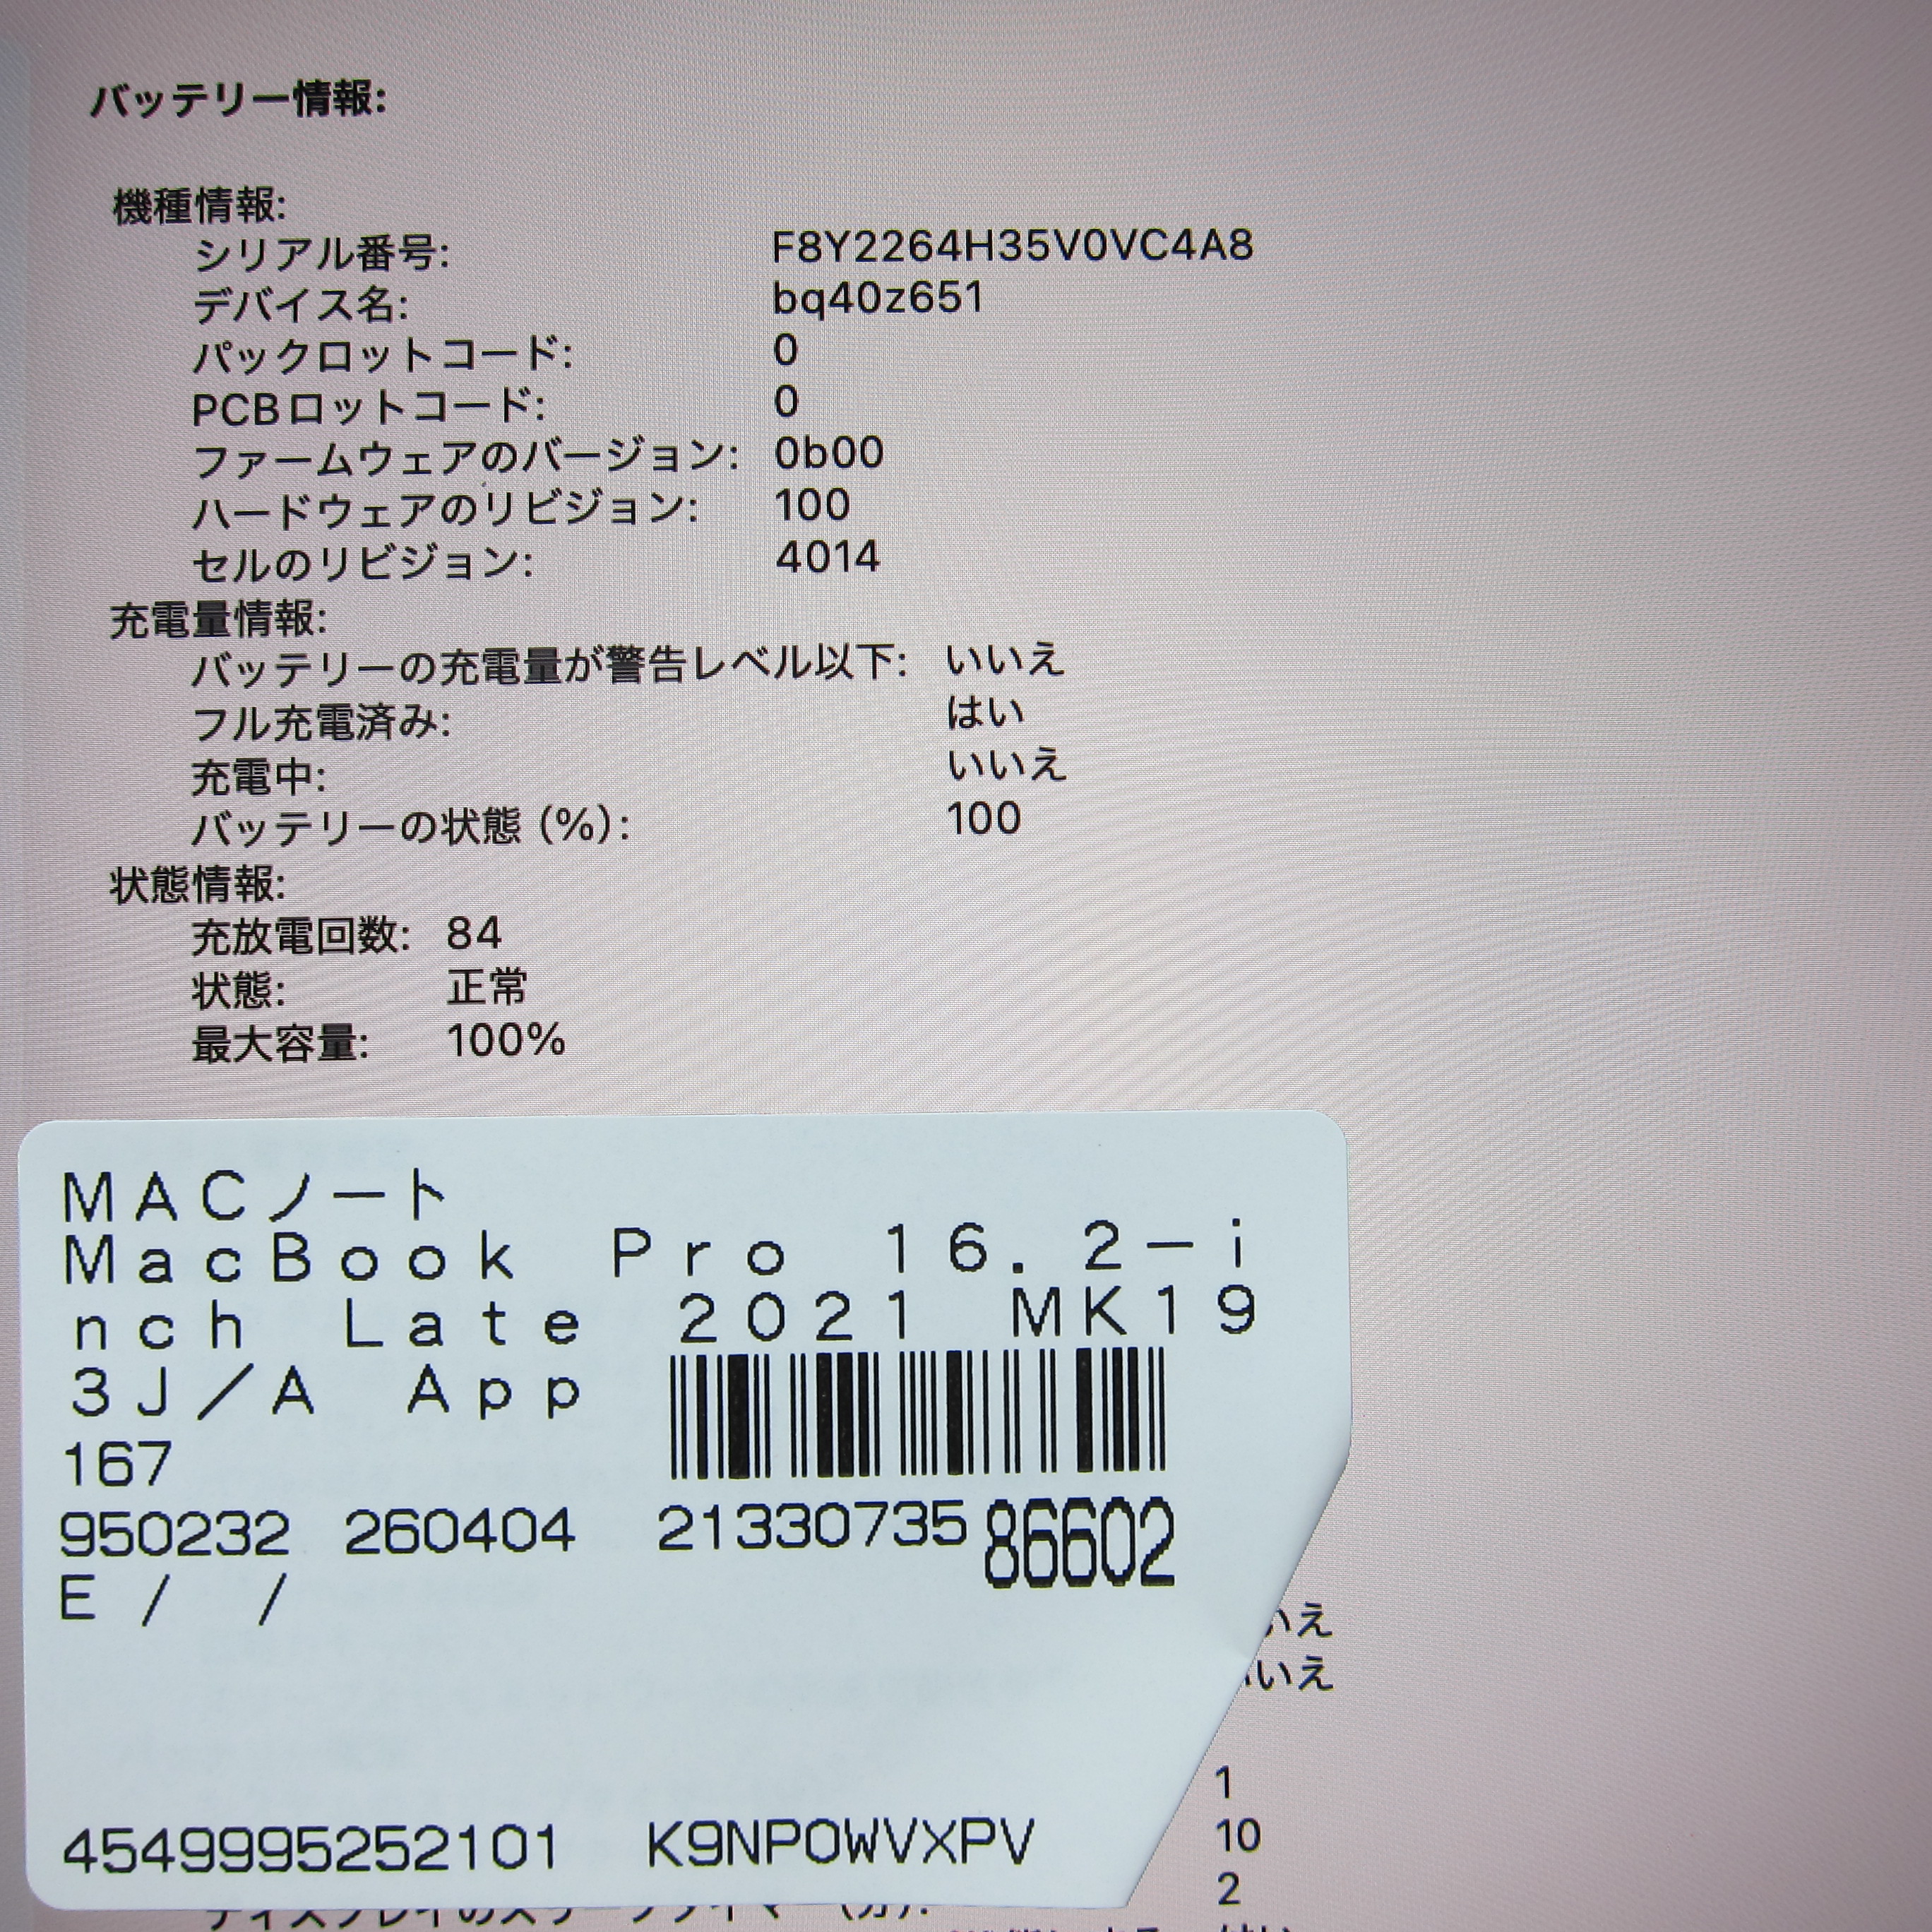 バッテリー情報:
機種情報:
シリアル番号: F8Y2264H35V0VC4A8
デバイス名: bq40z651
パックロットコード: 0
PCBロットコード: 0
ファームウェアのバージョン: 0b00
ハードウェアのリビジョン: 100
セルのリビジョン: 4014
充電量情報:
バッテリーの充電量が警告レベル以下: いいえ
フル充電済み: はい
充電中: いいえ
バッテリーの状態 (%): 100
状態情報:
充放電回数: 84
状態: 正常
最大容量: 100%
MACノート
MacBook Pro 16.2-i
nch Late 2021 MK19
3J/A App
167
950232 260404 21330735 86602
E / /
いえ
いえ
1
10
2
4549995252101 K9NP0WVXPV